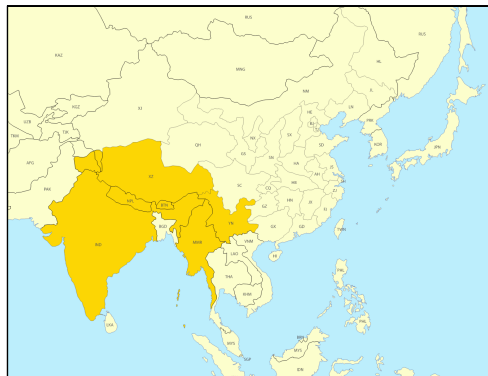 RUS
RUS
KAZ
MNG
HL
NM
JL
KGZ
UZB
XJ
LN
HB
BJ
PRK
TKM
TJK
SX
SD
KOR
JPN
NX
QH
GS
SN
HA
JS
AFG
AH
SH
XZ
HB
ZJ
SC
CQ
PAK
NPL
BTN
HN
JX
FJ
GZ
YN
BGD
GX
GD
TWN
IND
MMR
VNM
LAO
HI
THA
PHL
KHM
LKA
PHL
BRN
MYS
MYS
SGP
IDN